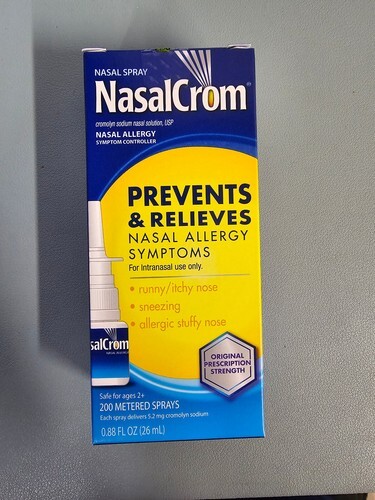 NASAL SPRAY
NasalCrom®
cromolyn sodium nasal solution, USP
NASAL ALLERGY
SYMPTOM CONTROLLER
PREVENTS
& RELIEVES
NASAL ALLERGY
SYMPTOMS
For Intranasal use only.
• runny/itchy nose
• sneezing
• allergic stuffy nose
salCrom
ORIGINAL
PRESCRIPTION
STRENGTH
Safe for ages 2+
200 METERED SPRAYS
Each spray delivers 5.2 mg cromolyn sodium
0.88 FL OZ (26 mL)